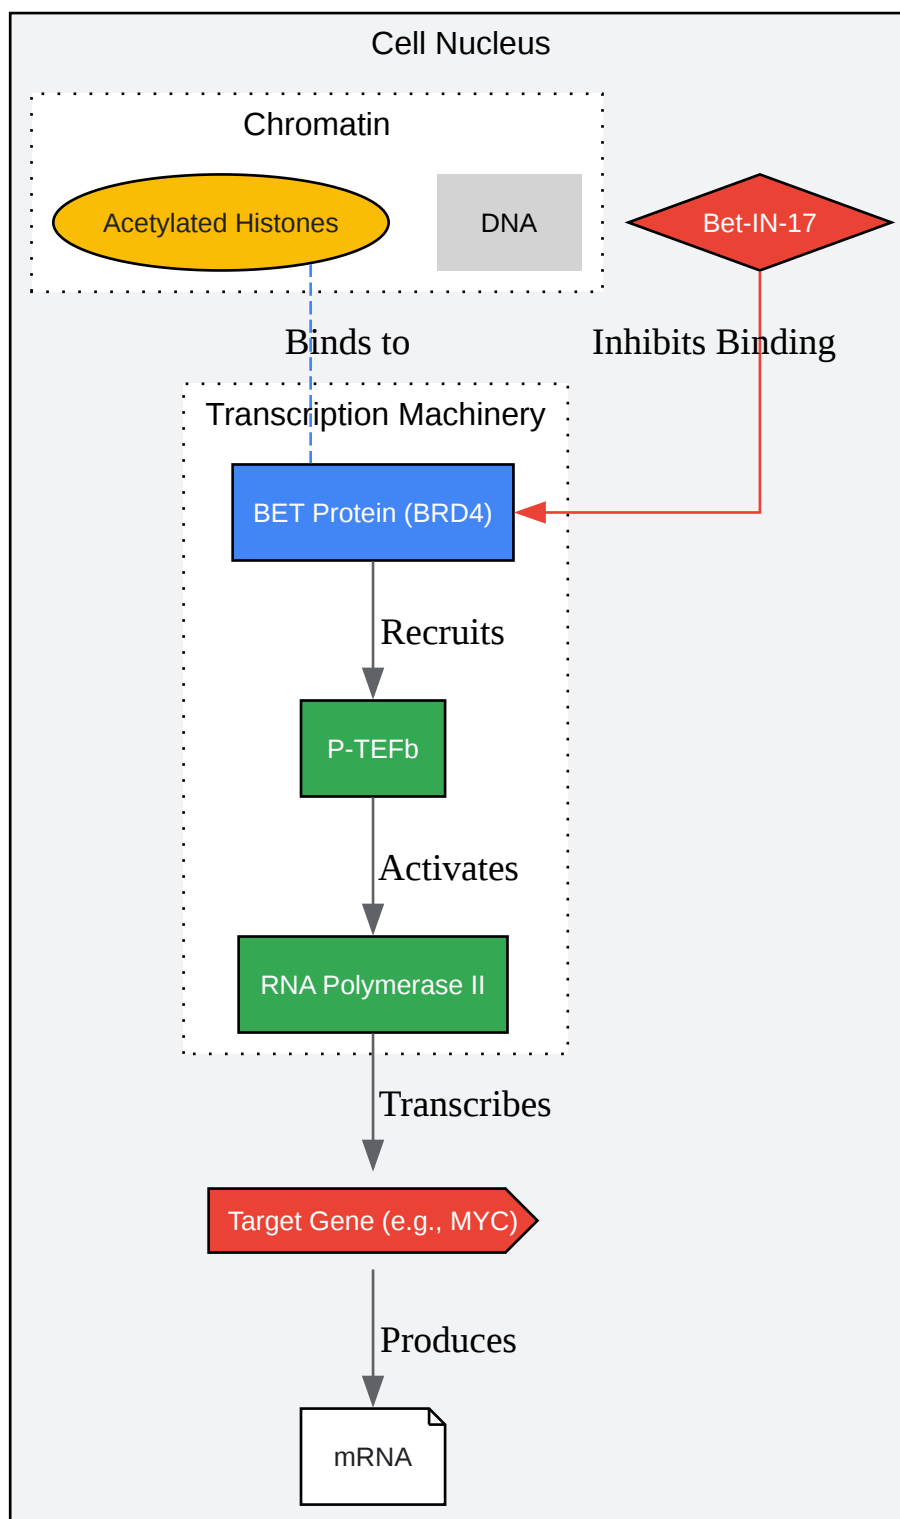 Cell Nucleus
Chromatin
Acetylated Histones
DNA
Bet-IN-17
Binds to
Inhibits Binding
Transcription Machinery
BET Protein (BRD4)
Recruits
P-TEFb
Activates
RNA Polymerase II
Transcribes
Target Gene (e.g., MYC)
Produces
mRNA